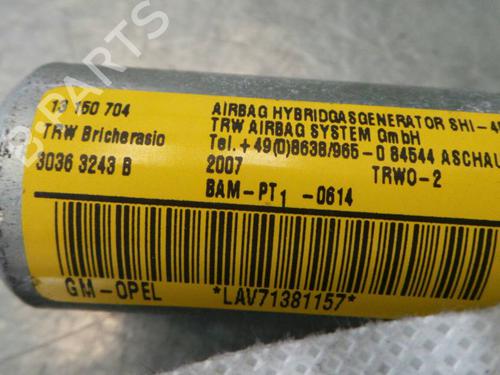 13 150 704
TRW Bricherasio
3036 3243 B
AIRBAG HYBRIDGASGENERATOR SHI-
TRW AIRBAG SYSTEM GmbH
Tel.+49(0)8638/965-0 84544 ASCHAU
2007 TRWO-2
BAM-PT1 -0614
GM-OPEL *LAV71381157*
B-PARTS